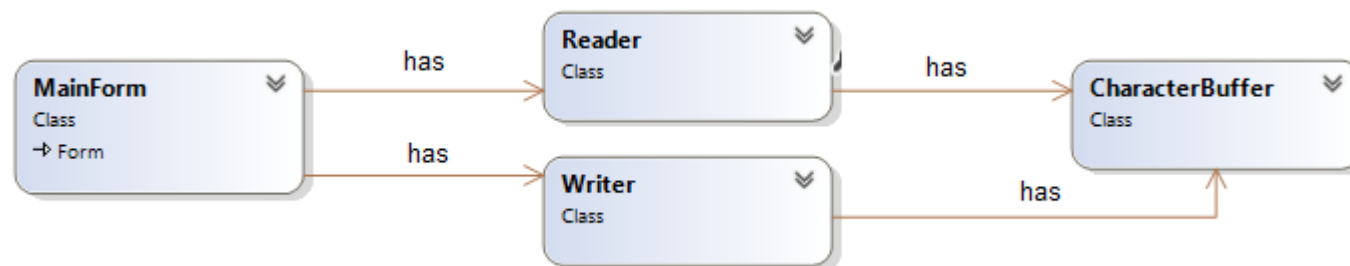 MainForm
Class
Form
has
has
Reader
Class
Writer
Class
has
has
CharacterBuffer
Class